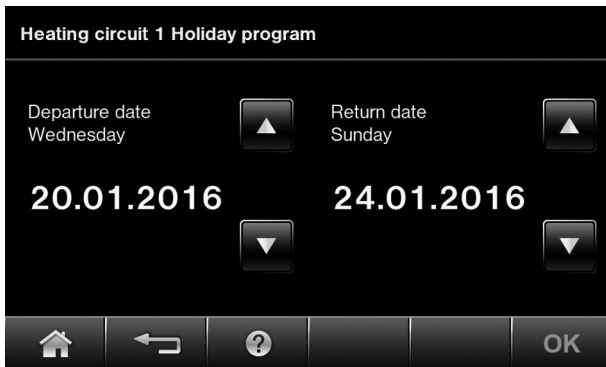 Heating circuit 1 Holiday program
Departure date
Wednesday
20.01.2016
Return date
Sunday
24.01.2016
?
OK